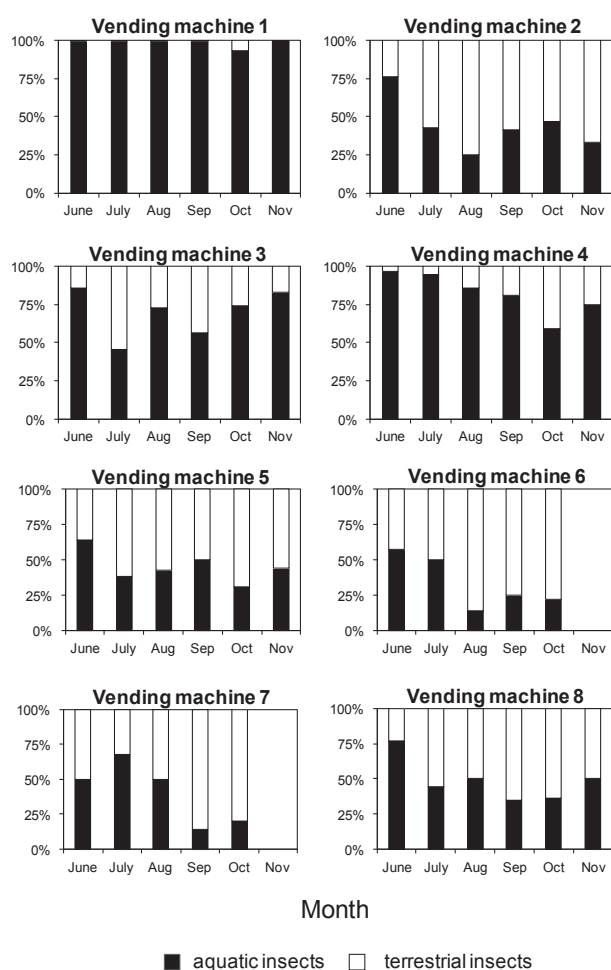 Vending machine 1
Vending machine 2
100%
75%
50%
25%
0%
June July Aug Sep Oct Nov
100%
75%
50%
25%
0%
June July Aug Sep Oct Nov
Vending machine 3
Vending machine 4
100%
75%
50%
25%
0%
June July Aug Sep Oct Nov
100%
75%
50%
25%
0%
June July Aug Sep Oct Nov
Vending machine 5
Vending machine 6
100%
75%
50%
25%
0%
June July Aug Sep Oct Nov
100%
75%
50%
25%
0%
June July Aug Sep Oct Nov
Vending machine 7
Vending machine 8
100%
75%
50%
25%
0%
June July Aug Sep Oct Nov
100%
75%
50%
25%
0%
June July Aug Sep Oct Nov
Month
aquatic insects terrestrial insects